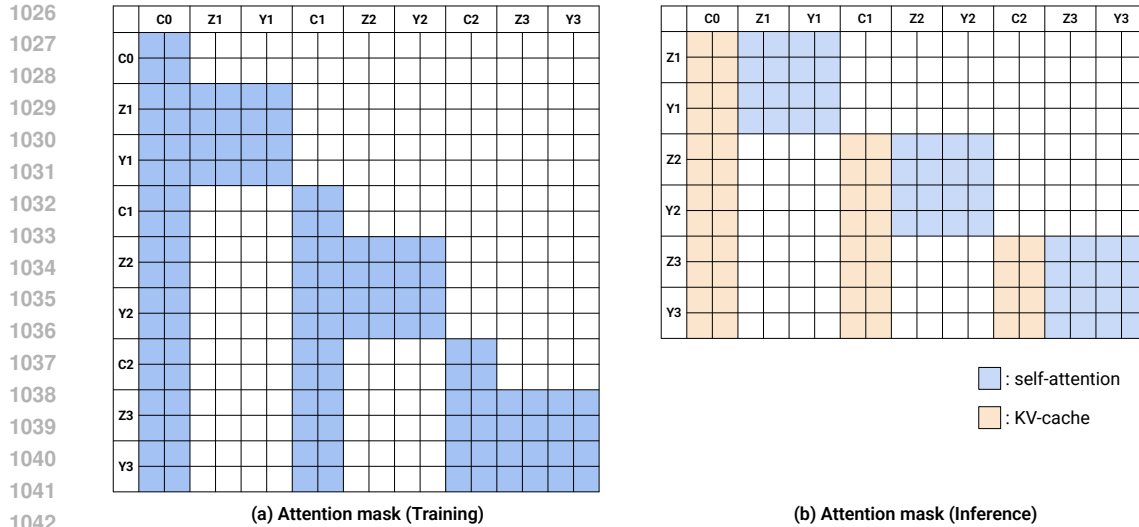 1026
1027
1028
1029
1030
1031
1032
1033
1034
1035
1036
1037
1038
1039
1040
1041
1042
C0 Z1 Y1 C1 Z2 Y2 C2 Z3 Y3
C0
Z1
Y1
C1
Z2
Y2
C2
Z3
Y3
(a) Attention mask (Training)
C0 Z1 Y1 C1 Z2 Y2 C2 Z3 Y3
Z1
Y1
Z2
Y2
Z3
Y3
: self-attention
: KV-cache
(b) Attention mask (Inference)